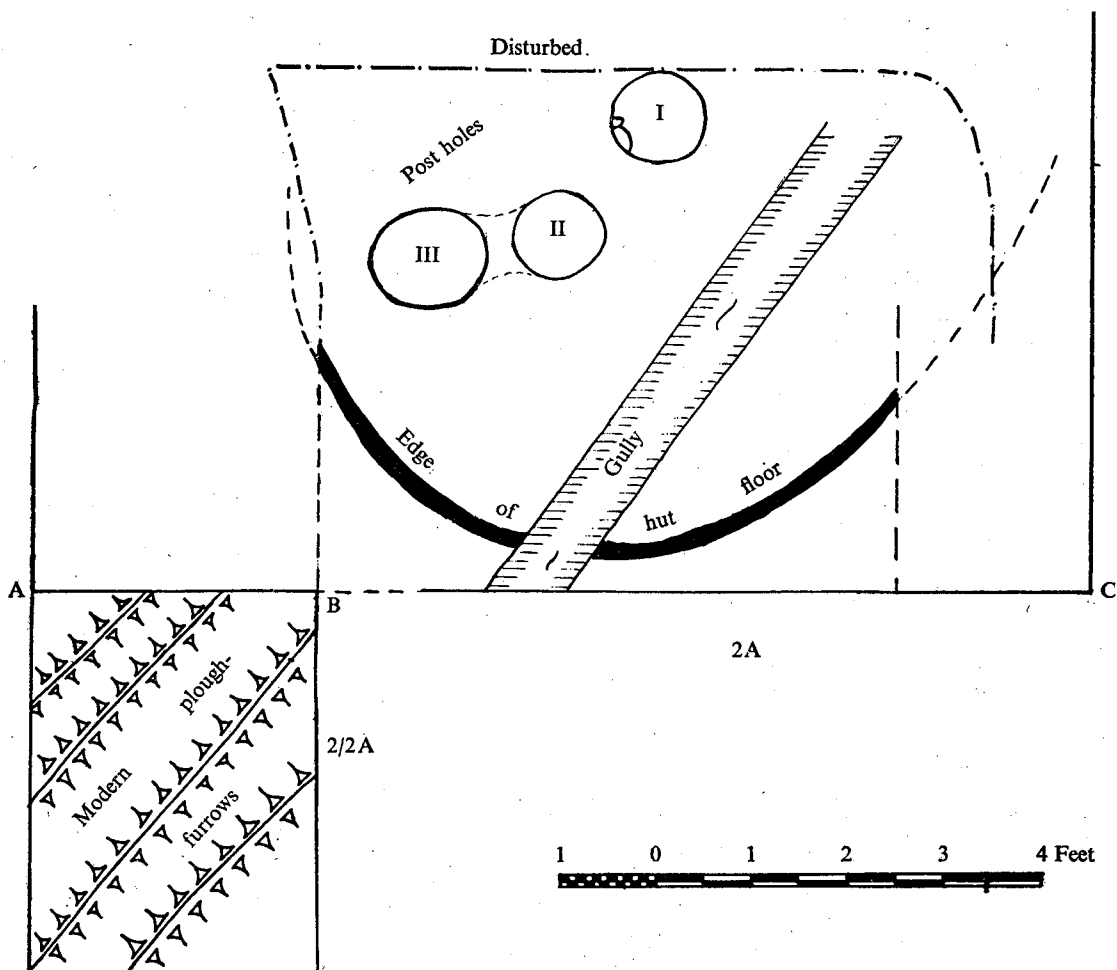 Disturbed.
I
Post holes
II
III
Edge of hut floor
Gully
A
B
C
2A
plough-
2/2A
Modern
furrows
1 0 1 2 3 4 Feet